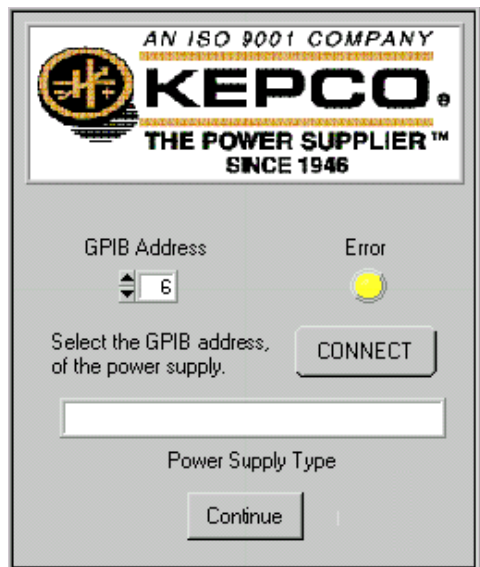 AN ISO 9001 COMPANY
KEPCO®
THE POWER SUPPLIER™
SINCE 1946
GPIB Address
Error
6
Select the GPIB address,
of the power supply.
CONNECT
Power Supply Type
Continue